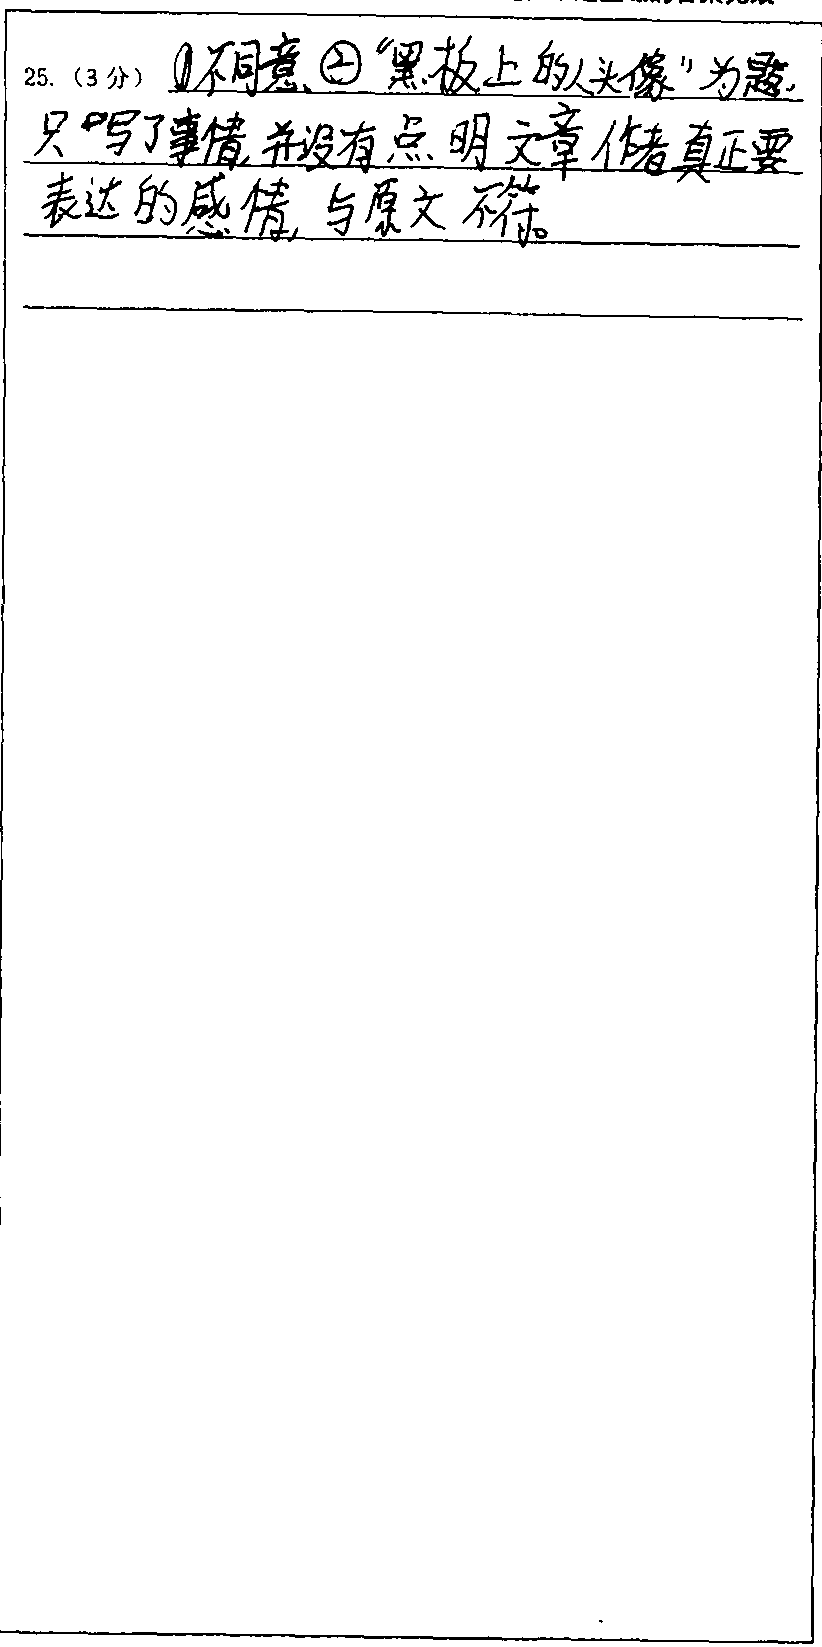 25. (3分) ①不同意 ②“黑板上的人头像”为题,
只写了事情,并没有点明文章作者真正要
表达的感情,与原文不符。